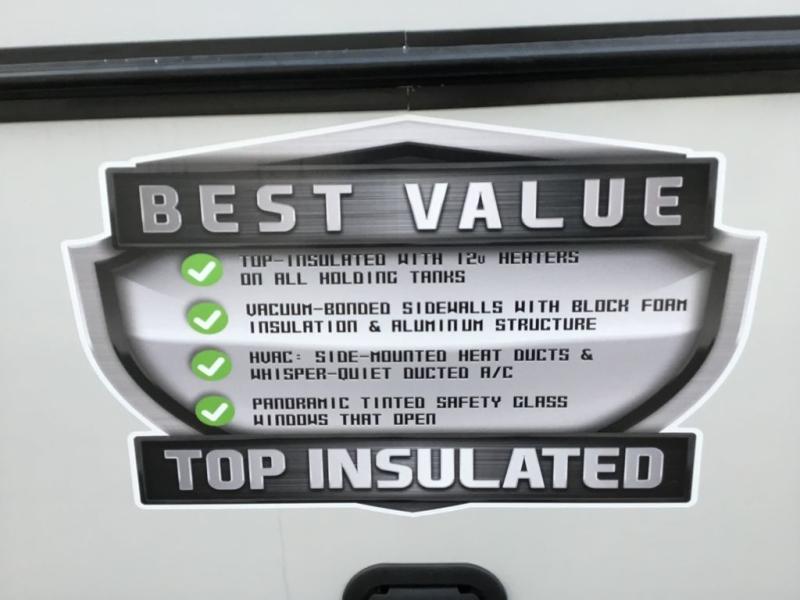 BEST VALUE
TOP-INSULATED WITH 12v HEATERS
ON ALL HOLDING TANKS
VACUUM-BONDED SIDEWALLS WITH BLOCK FOAM
INSULATION & ALUMINUM STRUCTURE
HVAC: SIDE-MOUNTED HEAT DUCTS &
WHISPER-QUIET DUCTED A/C
PANORAMIC TINTED SAFETY GLASS
WINDOWS THAT OPEN
TOP INSULATED